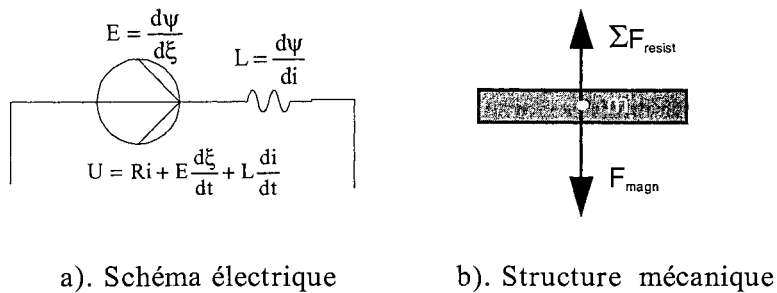 E = dψ/dξ
L = dψ/di
U = Ri + E dξ/dt + L di/dt
ΣF_resist
m
F_magn
a). Schéma électrique
b). Structure mécanique